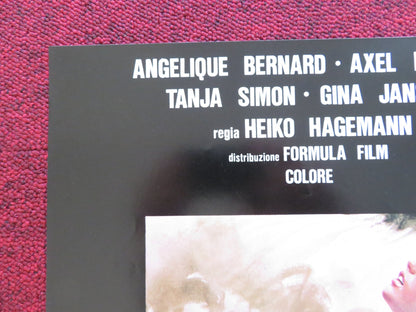 ANGELIQUE BERNARD · AXEL
TANJA SIMON · GINA JAN
regia HEIKO HAGEMANN
distribuzione FORMULA FILM
COLORE